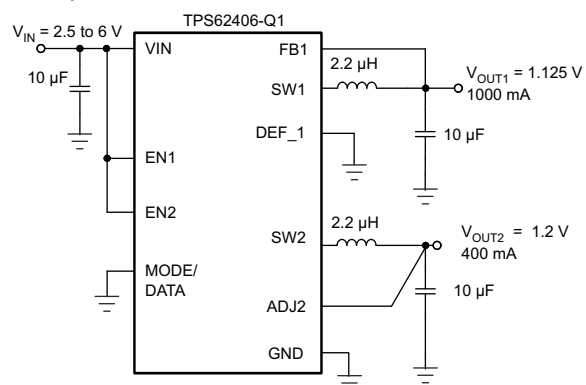 TPS62406-Q1
V_IN = 2.5 to 6 V
VIN
FB1
10 µF
2.2 µH
SW1
V_OUT1 = 1.125 V
1000 mA
DEF_1
10 µF
EN1
EN2
2.2 µH
SW2
V_OUT2 = 1.2 V
400 mA
MODE/
DATA
10 µF
ADJ2
GND